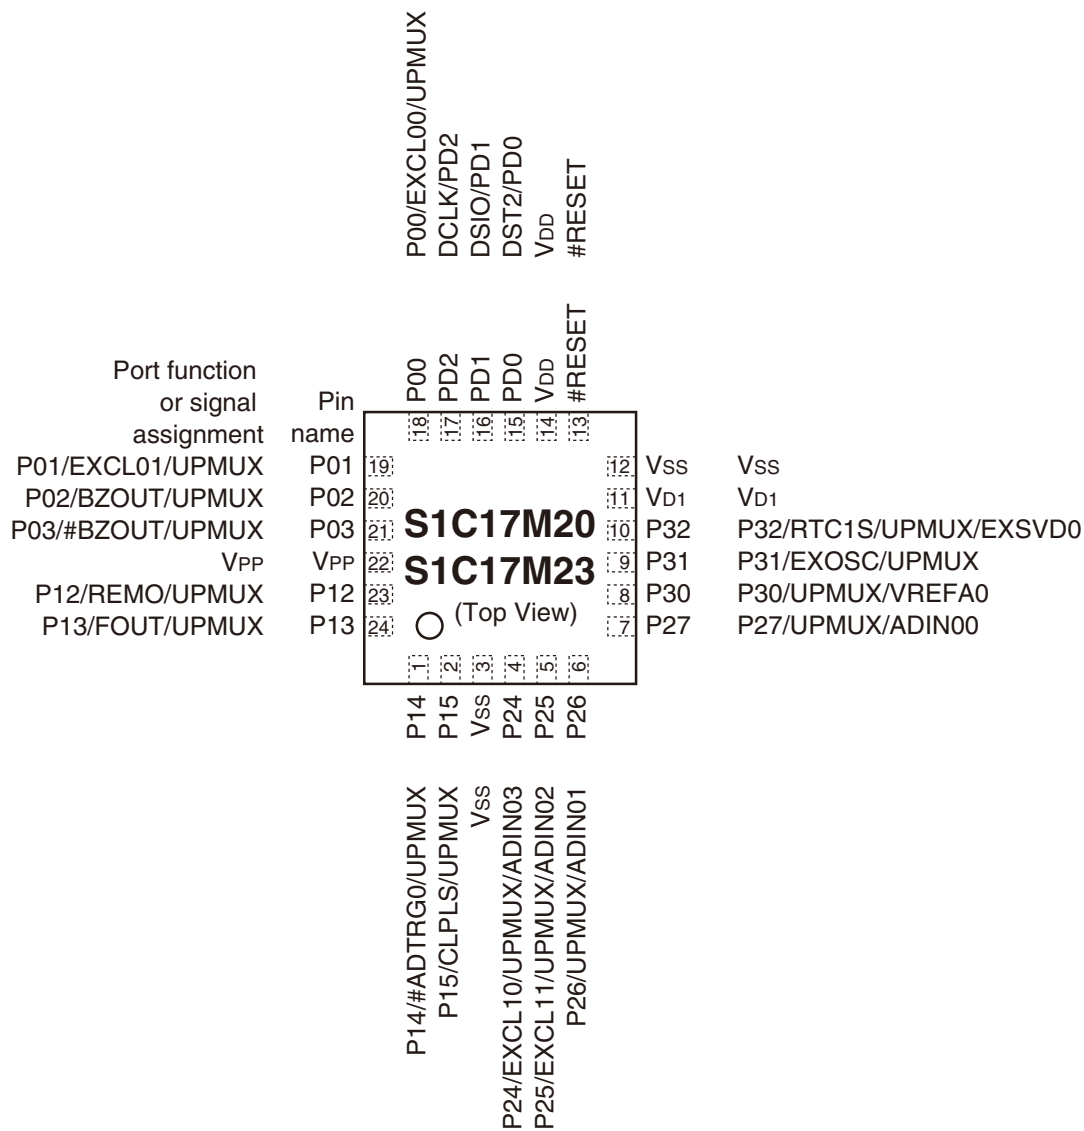 P00/EXCL00/UPMUX
DCLK/PD2
DSIO/PD1
DST2/PD0
VDD
#RESET
P00
PD2
PD1
PD0
VDD
#RESET
Port function
or signal
assignment
Pin
name
18
17
16
15
14
13
P01/EXCL01/UPMUX P01 19
P02/BZOUT/UPMUX P02 20
P03/#BZOUT/UPMUX P03 21
VPP VPP 22
P12/REMO/UPMUX P12 23
P13/FOUT/UPMUX P13 24
S1C17M20
S1C17M23
(Top View)
12 VSS VSS
11 VD1 VD1
10 P32 P32/RTC1S/UPMUX/EXSVD0
9 P31 P31/EXOSC/UPMUX
8 P30 P30/UPMUX/VREFA0
7 P27 P27/UPMUX/ADIN00
1
2
3
4
5
6
P14
P15
VSS
P24
P25
P26
P14/#ADTRG0/UPMUX
P15/CLPLS/UPMUX
VSS
P24/EXCL10/UPMUX/ADIN03
P25/EXCL11/UPMUX/ADIN02
P26/UPMUX/ADIN01